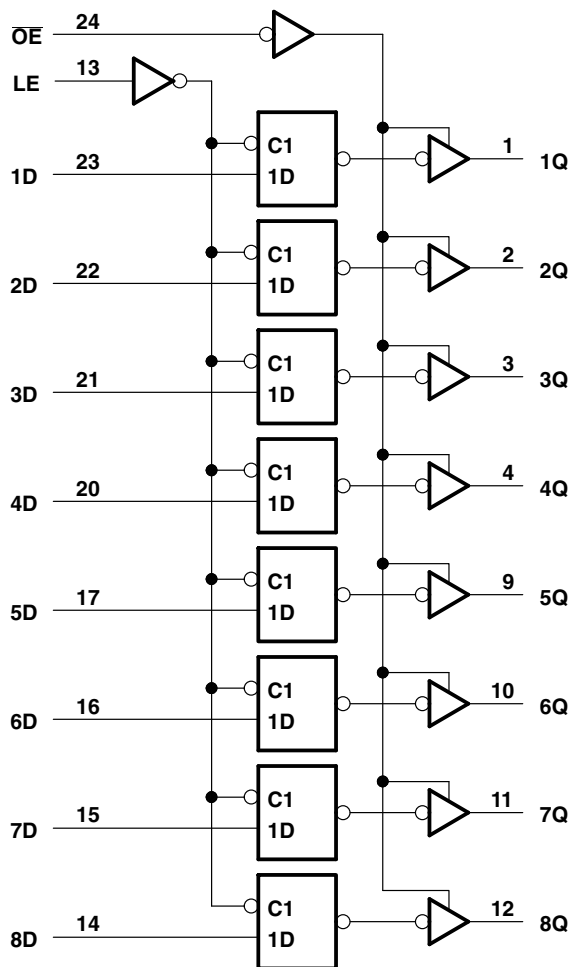 OE 24
LE 13
C1 1
1D 23 1D 1Q
C1 2
2D 22 1D 2Q
C1 3
3D 21 1D 3Q
C1 4
4D 20 1D 4Q
C1 9
5D 17 1D 5Q
C1 10
6D 16 1D 6Q
C1 11
7D 15 1D 7Q
C1 12
8D 14 1D 8Q